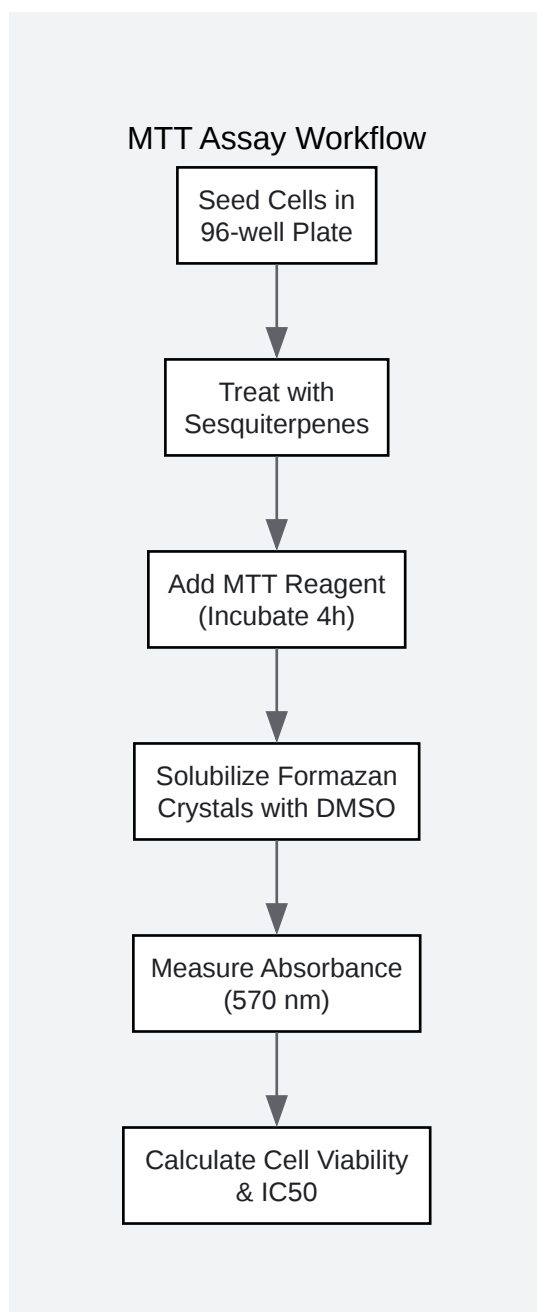 MTT Assay Workflow
Seed Cells in
96-well Plate
Treat with
Sesquiterpenes
Add MTT Reagent
(Incubate 4h)
Solubilize Formazan
Crystals with DMSO
Measure Absorbance
(570 nm)
Calculate Cell Viability
& IC50